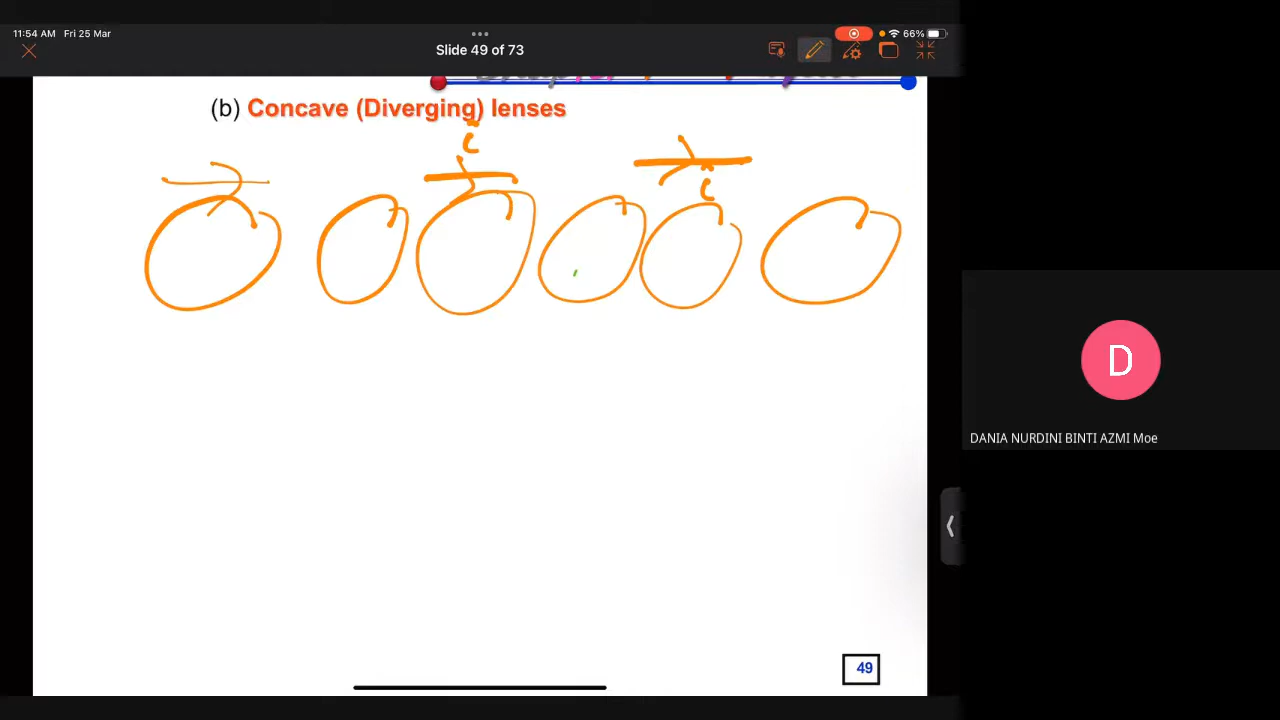 11:54 AM Fri 25 Mar
66%
Slide 49 of 73
(b) Concave (Diverging) lenses
c
c
D
DANIA NURDINI BINTI AZMI Moe
49